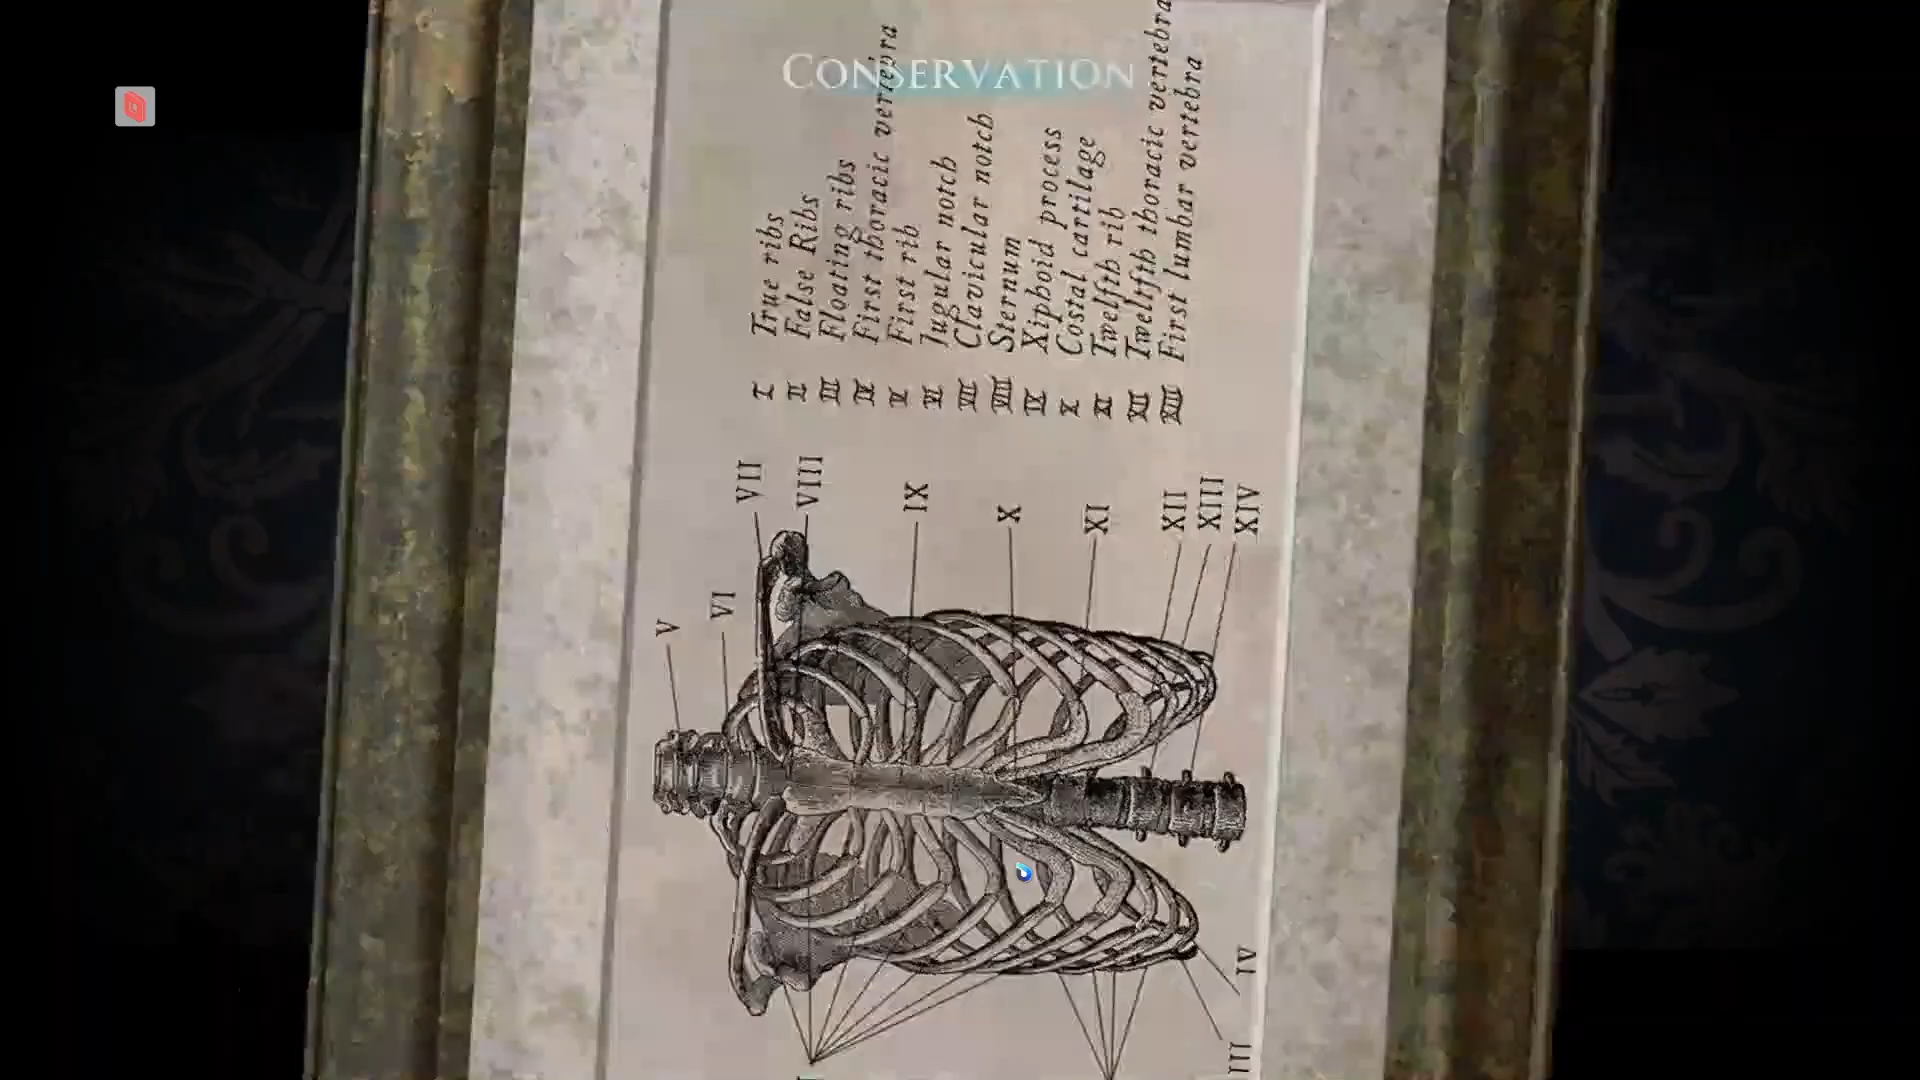 CONSERVATION
I True ribs
II False Ribs
III Floating ribs
IV First thoracic vertebra
V First rib
VI Jugular notch
VII Clavicular notch
VIII Sternum
IX Xiphoid process
X Costal cartilage
XI Twelfth rib
XII Twelfth thoracic vertebra
XIII First lumbar vertebra
V
VI
VII
VIII
IX
X
XI
XII
XIII
XIV
III